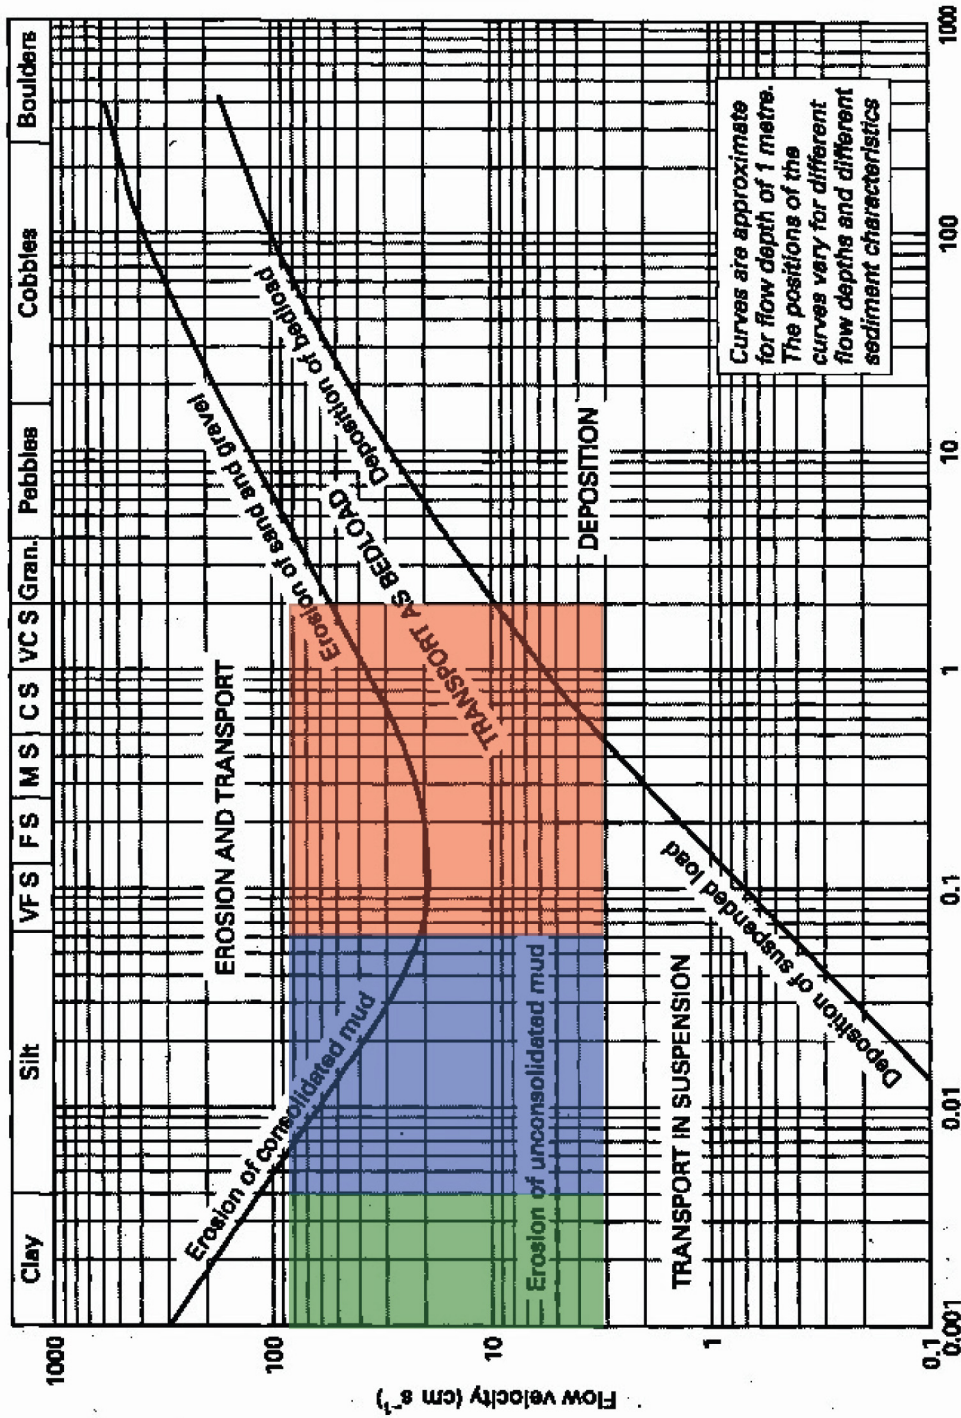 Clay
Silt
VF S
F S
M S
C S
VC S
Gran.
Pebbles
Cobbles
Boulders
1000
100
10
1
0.1
Flow velocity (cm s⁻¹)
EROSION AND TRANSPORT
Erosion of consolidated mud
Erosion of sand and gravel
TRANSPORT AS BEDLOAD
Deposition of bedload
Erosion of unconsolidated mud
TRANSPORT IN SUSPENSION
Deposition of suspended load
DEPOSITION
Curves are approximate
for flow depth of 1 metre.
The positions of the
curves vary for different
flow depths and different
sediment characteristics
0.001
0.01
0.1
1
10
100
1000